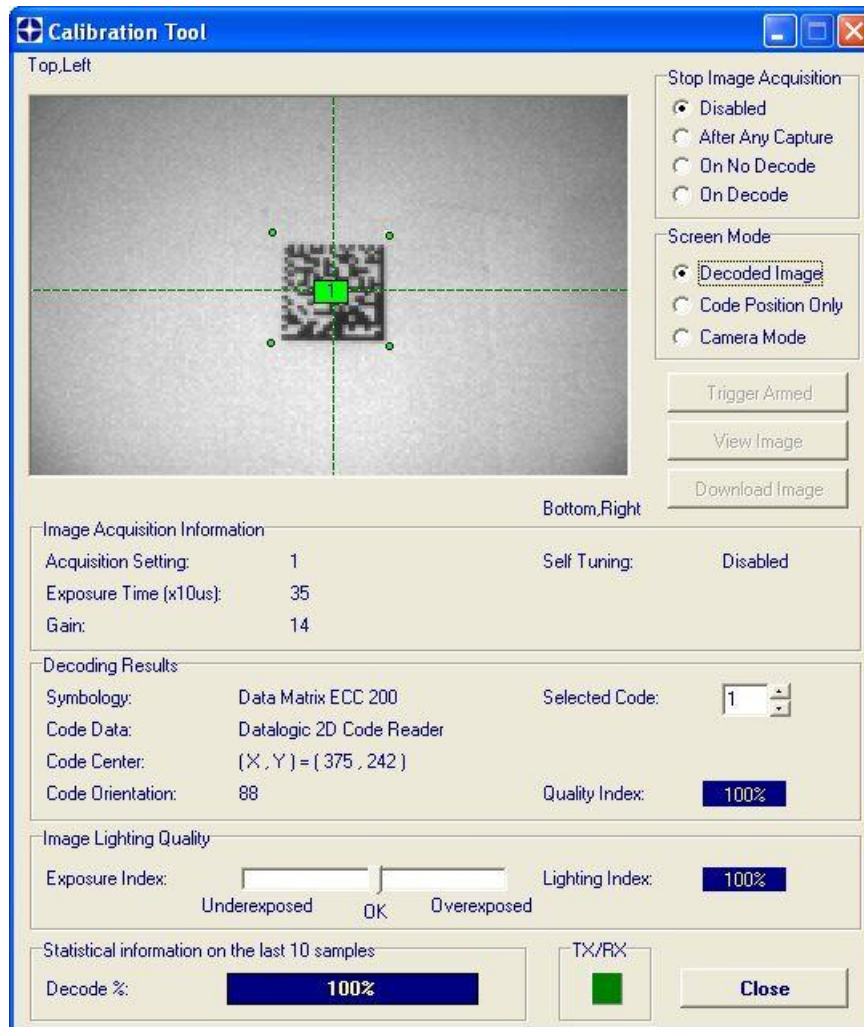 Calibration Tool
Top,Left
Stop Image Acquisition
Disabled
After Any Capture
On No Decode
On Decode
Screen Mode
Decoded Image
Code Position Only
Camera Mode
1
Trigger Armed
View Image
Download Image
Bottom,Right
Image Acquisition Information
Acquisition Setting: 1 Self Tuning: Disabled
Exposure Time (x10us): 35
Gain: 14
Decoding Results
Symbology: Data Matrix ECC 200 Selected Code: 1
Code Data: Datalogic 2D Code Reader
Code Center: ( X , Y ) = ( 375 , 242 )
Code Orientation: 88 Quality Index: 100%
Image Lighting Quality
Exposure Index: Lighting Index: 100%
Underexposed OK Overexposed
Statistical information on the last 10 samples TX/RX
Decode %: 100% Close